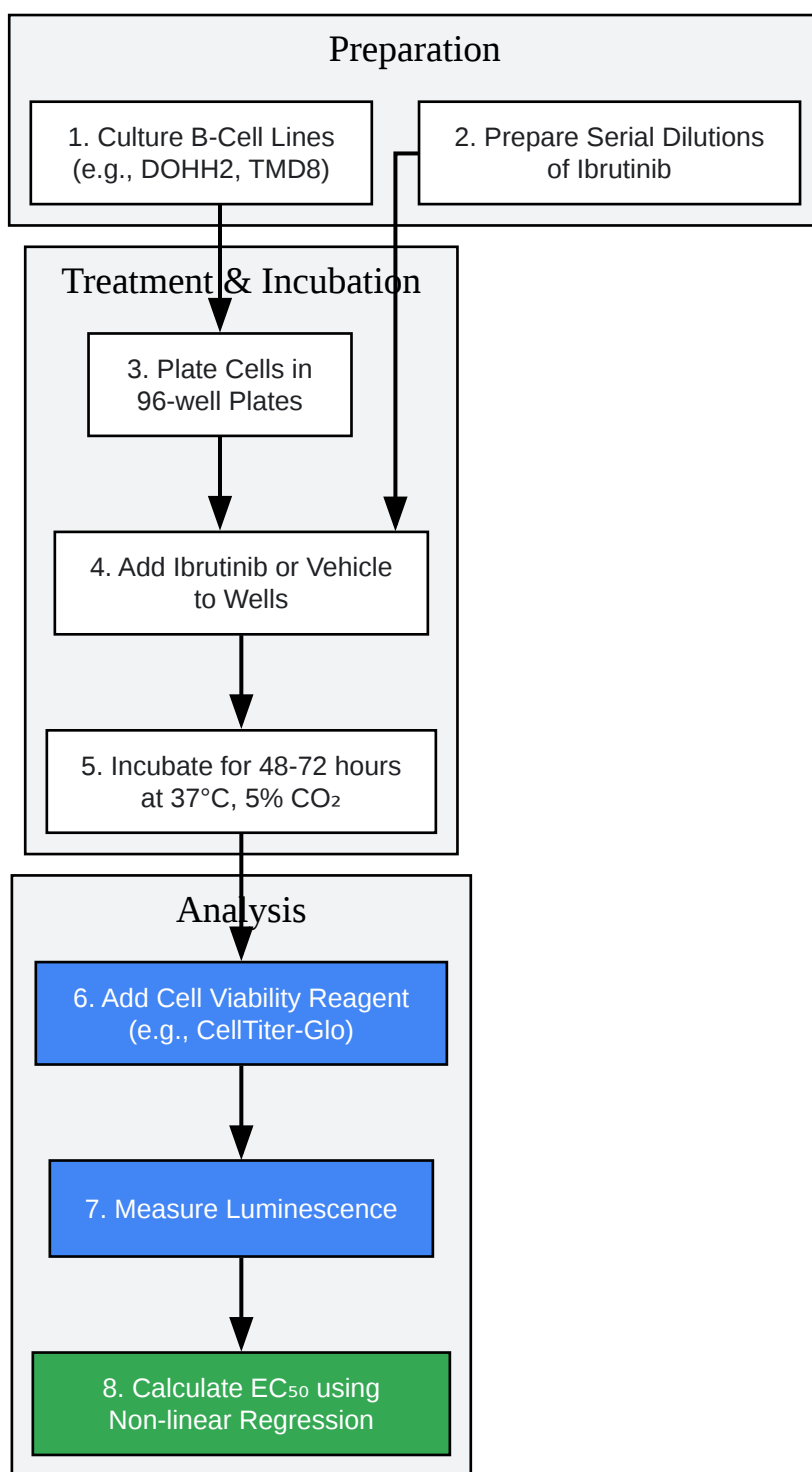 Preparation
1. Culture B-Cell Lines
(e.g., DOHH2, TMD8)
2. Prepare Serial Dilutions
of Ibrutinib
Treatment & Incubation
3. Plate Cells in
96-well Plates
4. Add Ibrutinib or Vehicle
to Wells
5. Incubate for 48-72 hours
at 37°C, 5% CO₂
Analysis
6. Add Cell Viability Reagent
(e.g., CellTiter-Glo)
7. Measure Luminescence
8. Calculate EC₅₀ using
Non-linear Regression